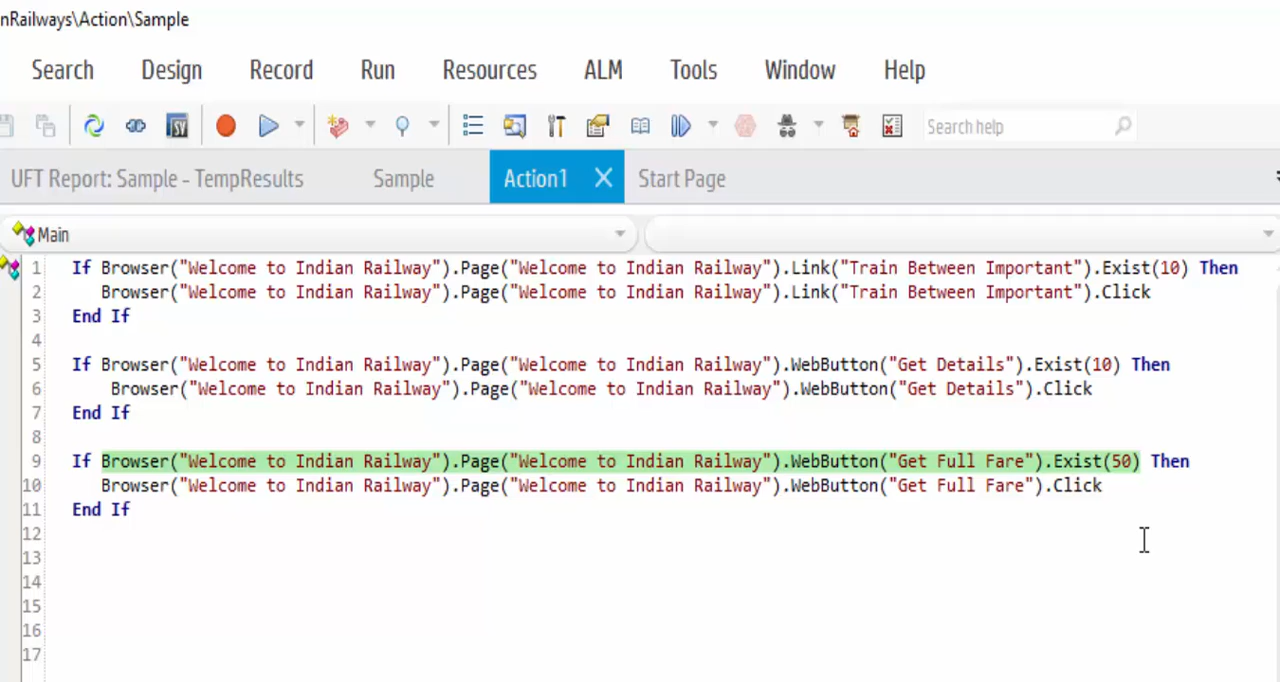 nRailways\Action\Sample
Search Design Record Run Resources ALM Tools Window Help
SV Search help
UFT Report: Sample - TempResults Sample Action1 Start Page
Main
1 If Browser("Welcome to Indian Railway").Page("Welcome to Indian Railway").Link("Train Between Important").Exist(10) Then
2 Browser("Welcome to Indian Railway").Page("Welcome to Indian Railway").Link("Train Between Important").Click
3 End If
4
5 If Browser("Welcome to Indian Railway").Page("Welcome to Indian Railway").WebButton("Get Details").Exist(10) Then
6 Browser("Welcome to Indian Railway").Page("Welcome to Indian Railway").WebButton("Get Details").Click
7 End If
8
9 If Browser("Welcome to Indian Railway").Page("Welcome to Indian Railway").WebButton("Get Full Fare").Exist(50) Then
10 Browser("Welcome to Indian Railway").Page("Welcome to Indian Railway").WebButton("Get Full Fare").Click
11 End If
12
13
14
15
16
17